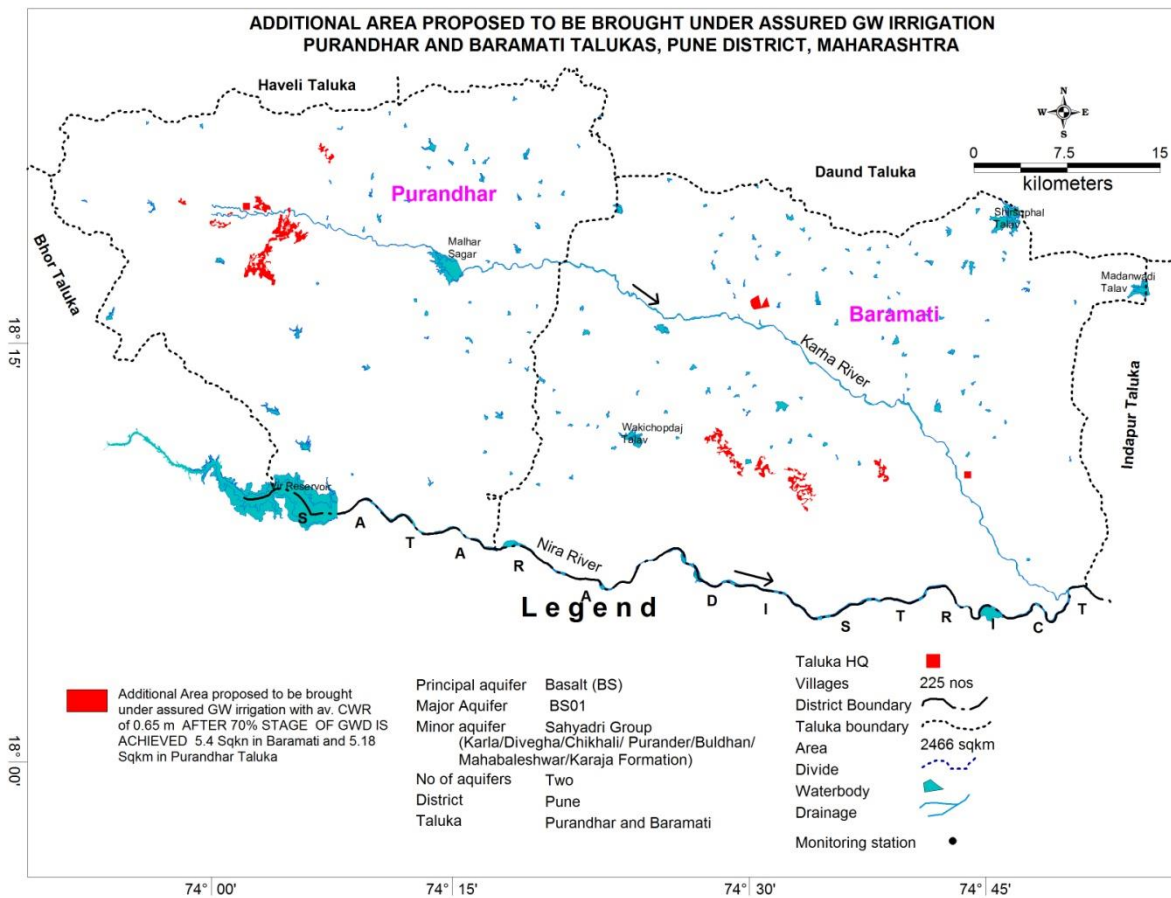 ADDITIONAL AREA PROPOSED TO BE BROUGHT UNDER ASSURED GW IRRIGATION
PURANDHAR AND BARAMATI TALUKAS, PUNE DISTRICT, MAHARASHTRA
Haveli Taluka
N
W E
S
0 7.5 15
kilometers
Daund Taluka
Purandhar
Shirsuphal
Talav
Malhar
Sagar
Bhor Taluka
Madanwadi
Talav
Baramati
18° 15'
Karha River
Indapur Taluka
Wakichopdaj
Talav
Vir Reservoir
S A T A R A D I S T R I C T
Nira River
Legend
Additional Area proposed to be brought
under assured GW irrigation with av. CWR
of 0.65 m AFTER 70% STAGE OF GWD IS
ACHIEVED 5.4 Sqkn in Baramati and 5.18
Sqkm in Purandhar Taluka
Principal aquifer Basalt (BS)
Major Aquifer BS01
Minor aquifer Sahyadri Group
(Karla/Divegha/Chikhali/ Purander/Buldhan/
Mahabaleshwar/Karaja Formation)
No of aquifers Two
District Pune
Taluka Purandhar and Baramati
Taluka HQ
Villages 225 nos
District Boundary
Taluka boundary
Area 2466 sqkm
Divide
Waterbody
Drainage
Monitoring station
18° 00'
74° 00' 74° 15' 74° 30' 74° 45'